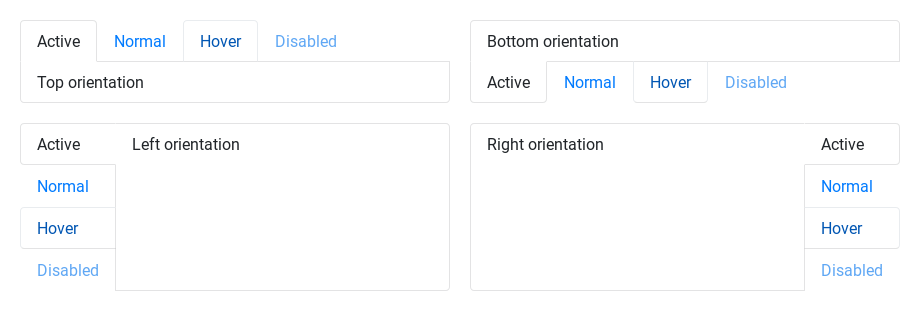 Active Normal Hover Disabled
Top orientation
Bottom orientation
Active Normal Hover Disabled
Active
Normal
Hover
Disabled
Left orientation
Right orientation
Active
Normal
Hover
Disabled